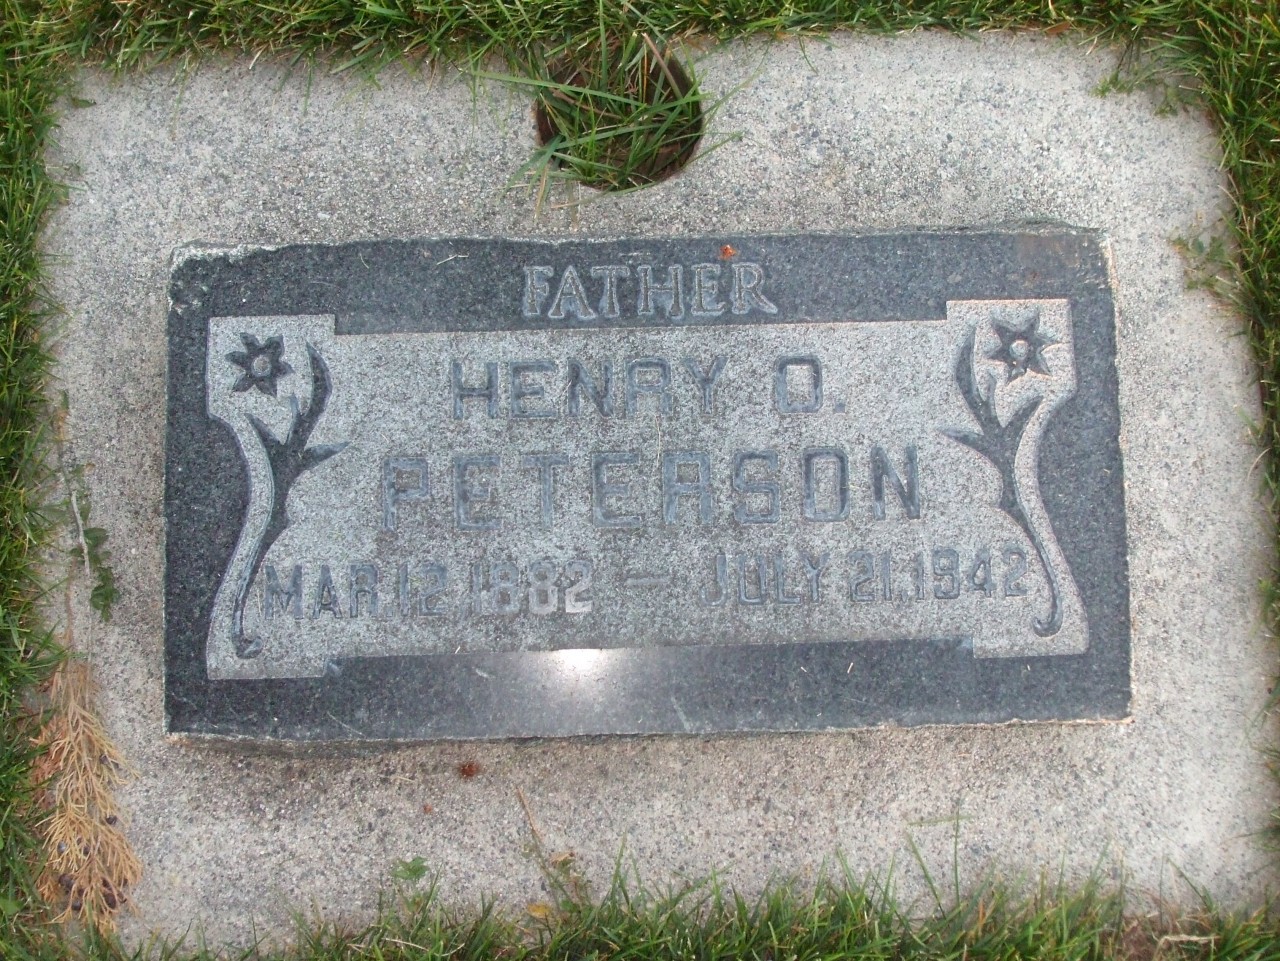 FATHER
HENRY O.
PETERSON
MAR. 12, 1882 — JULY 21, 1942